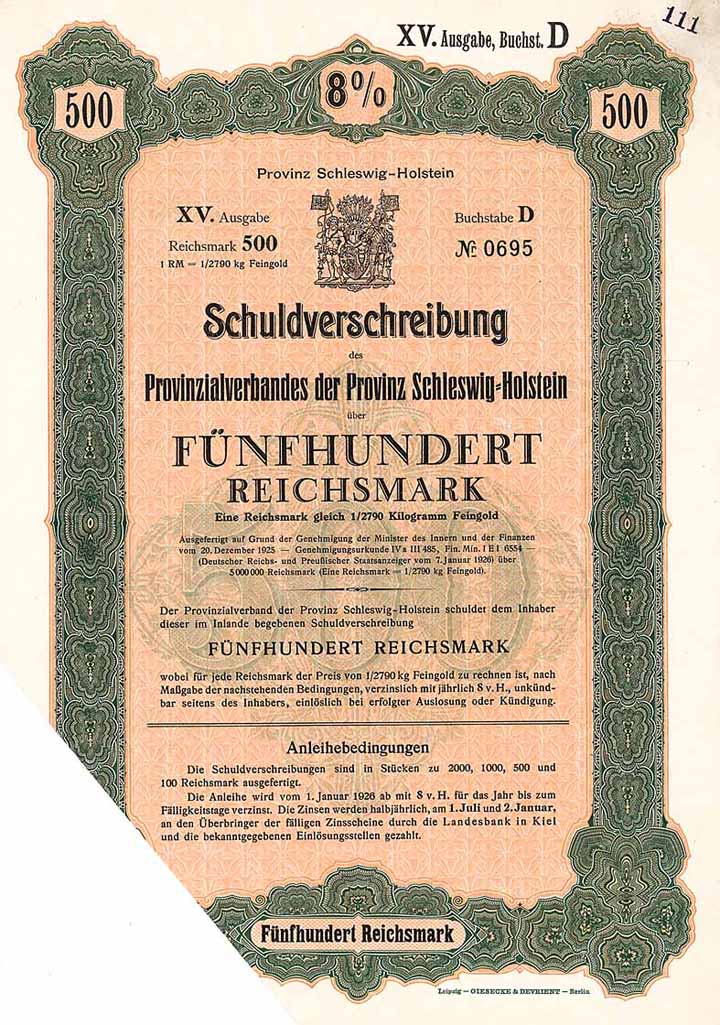 111
XV. Ausgabe, Buchst. D
500
8%
500
Provinz Schleswig-Holstein
XV. Ausgabe
Buchstabe D
Reichsmark 500
№ 0695
1 RM = 1/2790 kg Feingold
Schuldverschreibung
des
Provinzialverbandes der Provinz Schleswig-Holstein
über
FÜNFHUNDERT
REICHSMARK
Eine Reichsmark gleich 1/2790 Kilogramm Feingold
Ausgefertigt auf Grund der Genehmigung der Minister des Innern und der Finanzen
vom 20. Dezember 1925 — Genehmigungsurkunde IVa III 485, Fin. Min. I E 1 6554 —
(Deutscher Reichs- und Preußischer Staatsanzeiger vom 7. Januar 1926) über
5 000 000 Reichsmark (Eine Reichsmark = 1/2790 kg Feingold).
Der Provinzialverband der Provinz Schleswig-Holstein schuldet dem Inhaber
dieser im Inlande begebenen Schuldverschreibung
FÜNFHUNDERT REICHSMARK
wobei für jede Reichsmark der Preis von 1/2790 kg Feingold zu rechnen ist, nach
Maßgabe der nachstehenden Bedingungen, verzinslich mit jährlich 8 v. H., unkünd-
bar seitens des Inhabers, einlöslich bei erfolgter Auslosung oder Kündigung.
Anleihebedingungen
Die Schuldverschreibungen sind in Stücken zu 2000, 1000, 500 und
100 Reichsmark ausgefertigt.
Die Anleihe wird vom 1. Januar 1926 ab mit 8 v. H. für das Jahr bis zum
Fälligkeitstage verzinst. Die Zinsen werden halbjährlich, am 1. Juli und 2. Januar,
an den Überbringer der fälligen Zinsscheine durch die Landesbank in Kiel
und die bekanntgegebenen Einlösungsstellen gezahlt.
Fünfhundert Reichsmark
Leipzig — GIESECKE & DEVRIENT — Berlin